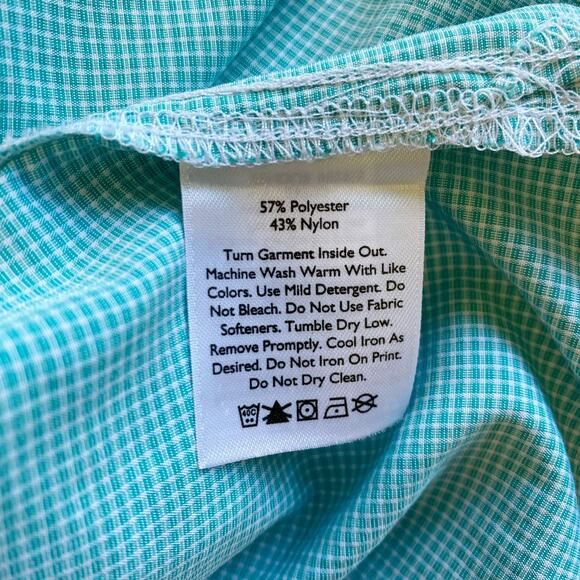 57% Polyester
43% Nylon
Turn Garment Inside Out.
Machine Wash Warm With Like
Colors. Use Mild Detergent. Do
Not Bleach. Do Not Use Fabric
Softeners. Tumble Dry Low.
Remove Promptly. Cool Iron As
Desired. Do Not Iron On Print.
Do Not Dry Clean.
40C